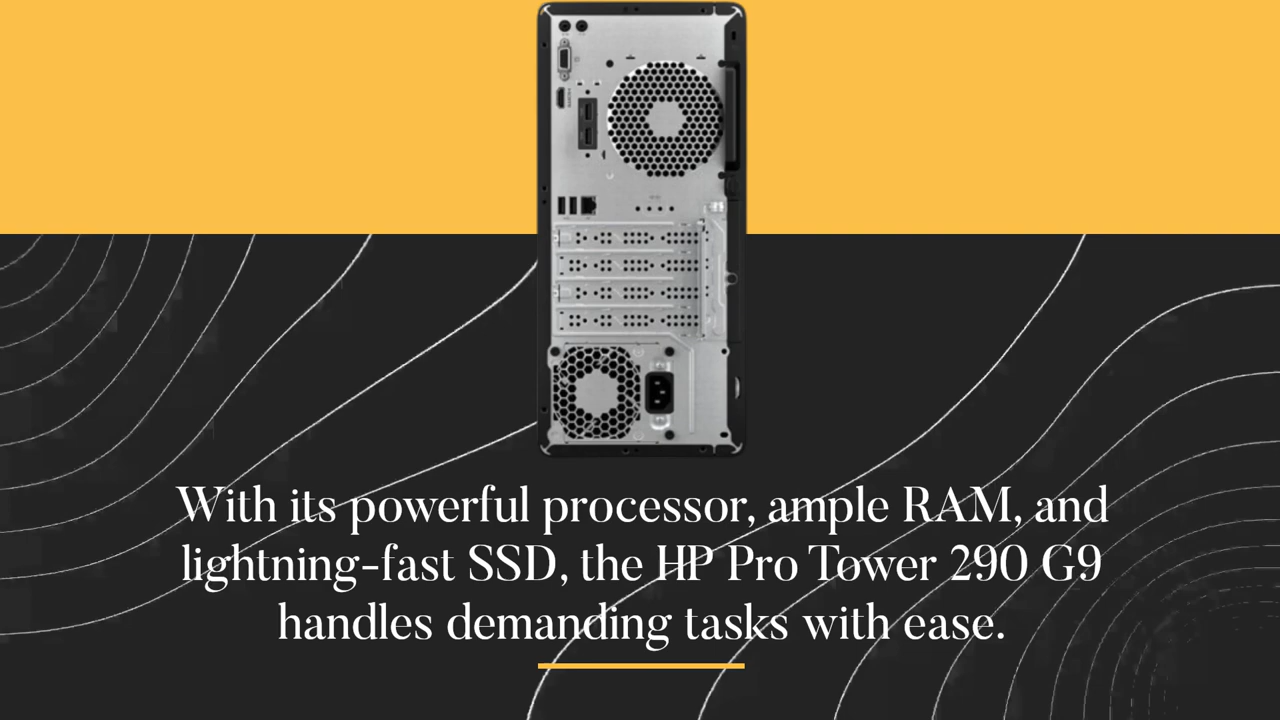 With its powerful processor, ample RAM, and
lightning-fast SSD, the HP Pro Tower 290 G9
handles demanding tasks with ease.